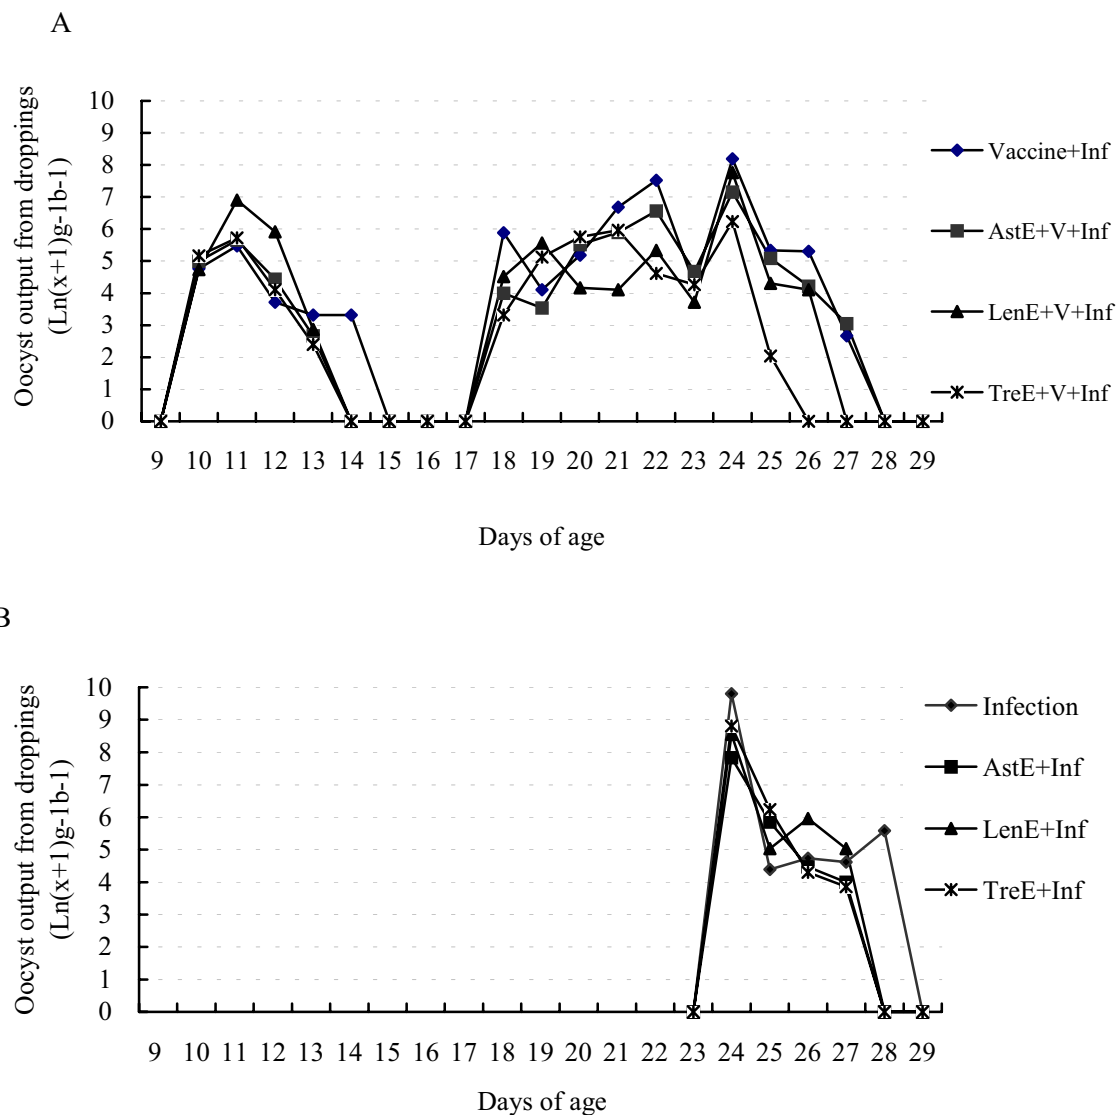 A
Oocyst output from droppings
(Ln(x+1)g-1b-1)
10
9
8
7
6
5
4
3
2
1
0
9 10 11 12 13 14 15 16 17 18 19 20 21 22 23 24 25 26 27 28 29
Days of age
Vaccine+Inf
AstE+V+Inf
LenE+V+Inf
TreE+V+Inf
B
Oocyst output from droppings
(Ln(x+1)g-1b-1)
10
9
8
7
6
5
4
3
2
1
0
9 10 11 12 13 14 15 16 17 18 19 20 21 22 23 24 25 26 27 28 29
Days of age
Infection
AstE+Inf
LenE+Inf
TreE+Inf